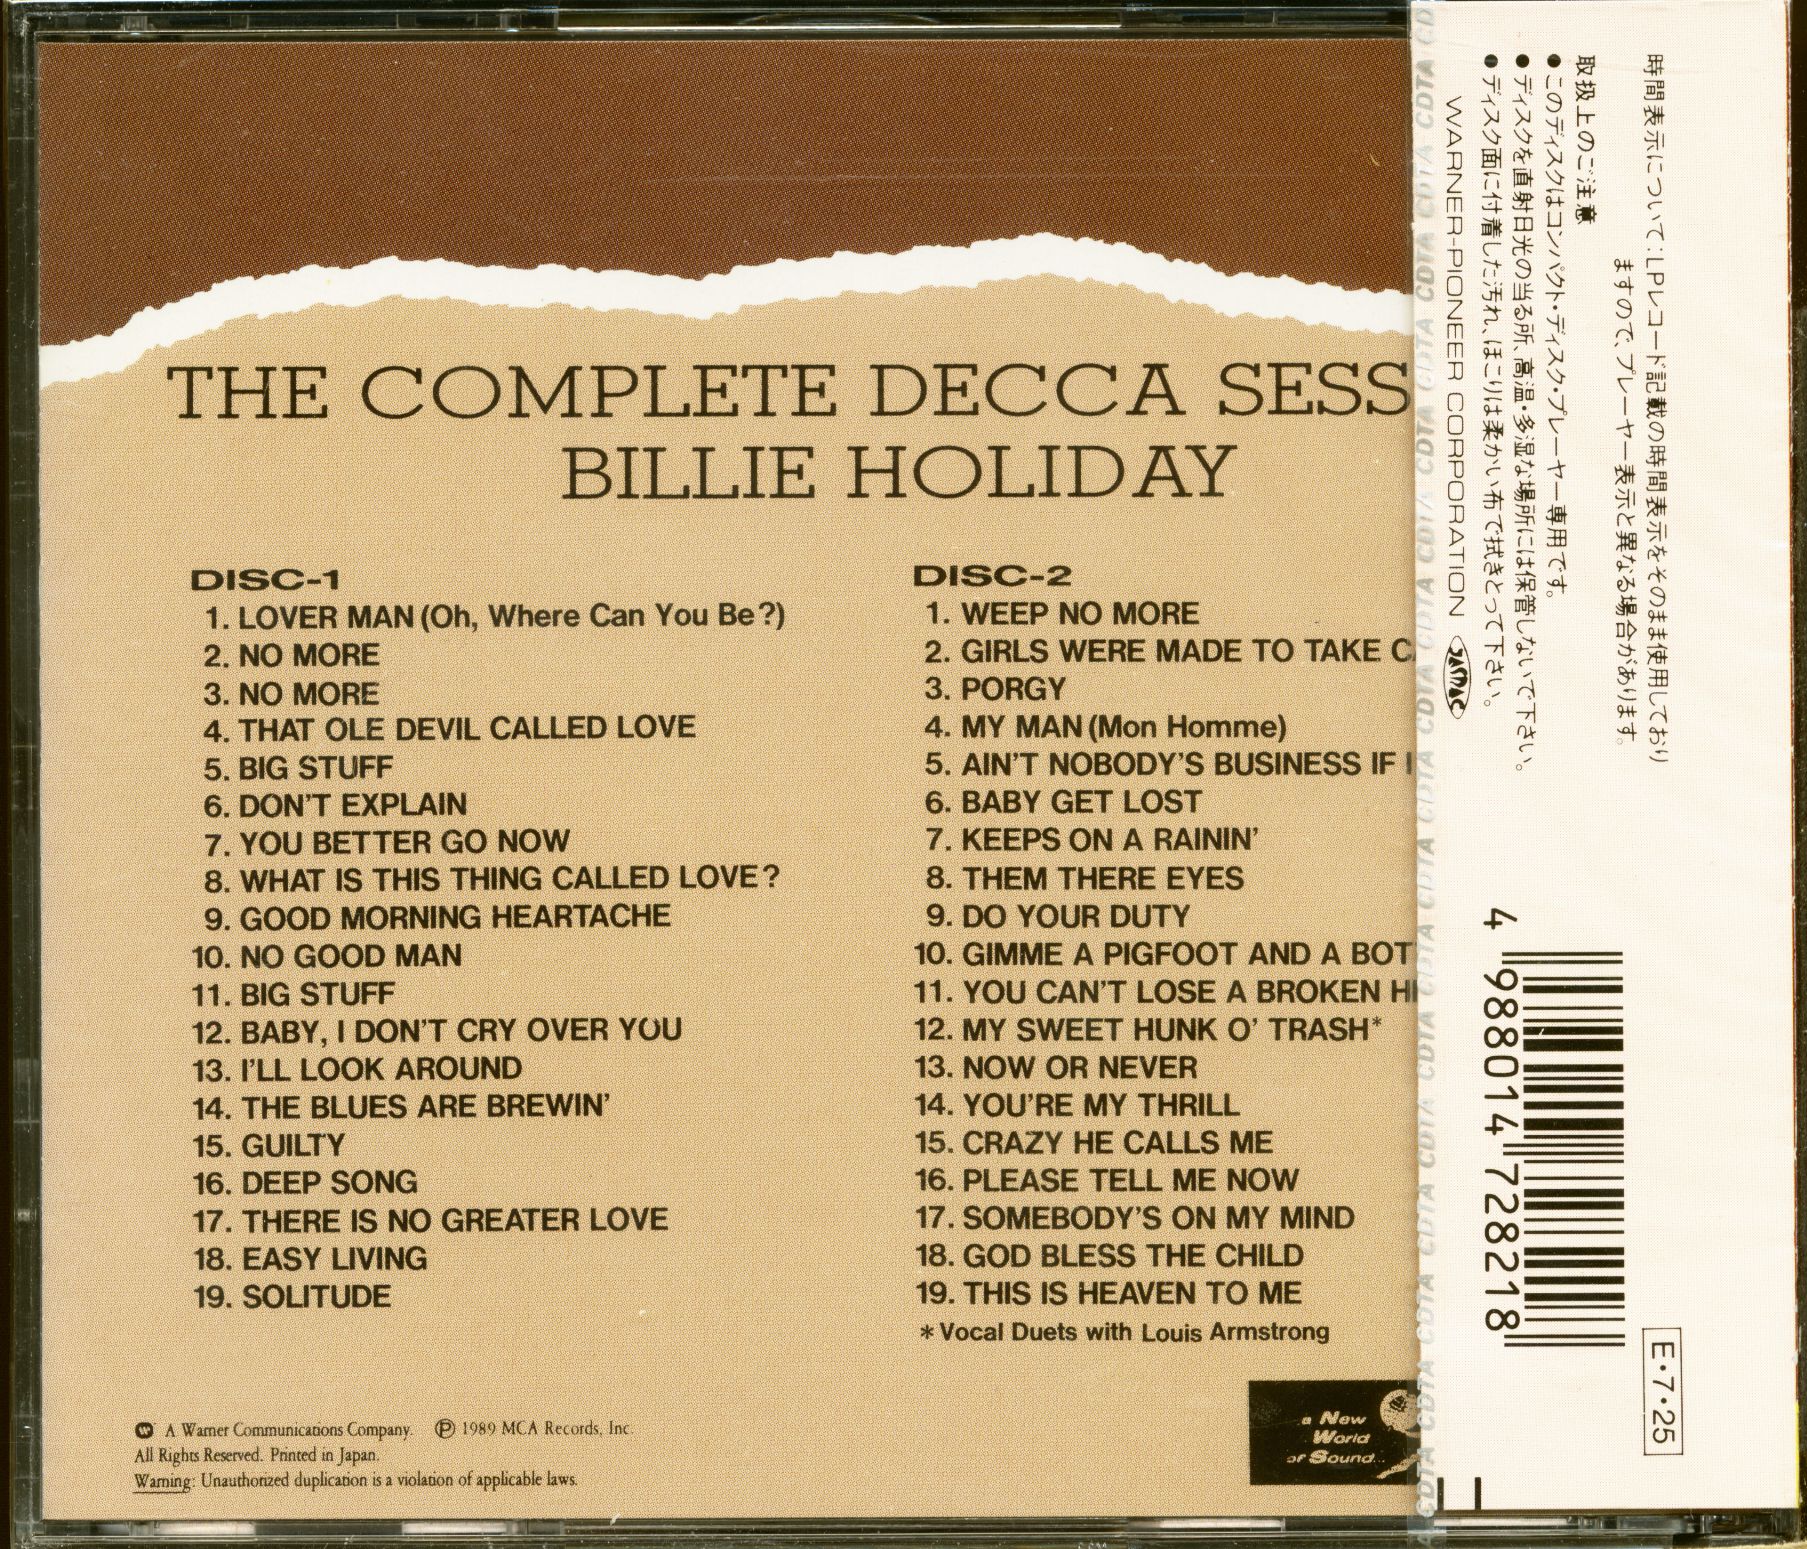 THE COMPLETE DECCA SESS
BILLIE HOLIDAY
DISC-1
1. LOVER MAN (Oh, Where Can You Be?)
2. NO MORE
3. NO MORE
4. THAT OLE DEVIL CALLED LOVE
5. BIG STUFF
6. DON'T EXPLAIN
7. YOU BETTER GO NOW
8. WHAT IS THIS THING CALLED LOVE?
9. GOOD MORNING HEARTACHE
10. NO GOOD MAN
11. BIG STUFF
12. BABY, I DON'T CRY OVER YOU
13. I'LL LOOK AROUND
14. THE BLUES ARE BREWIN'
15. GUILTY
16. DEEP SONG
17. THERE IS NO GREATER LOVE
18. EASY LIVING
19. SOLITUDE
DISC-2
1. WEEP NO MORE
2. GIRLS WERE MADE TO TAKE C
3. PORGY
4. MY MAN (Mon Homme)
5. AIN'T NOBODY'S BUSINESS IF I
6. BABY GET LOST
7. KEEPS ON A RAININ'
8. THEM THERE EYES
9. DO YOUR DUTY
10. GIMME A PIGFOOT AND A BOT
11. YOU CAN'T LOSE A BROKEN H
12. MY SWEET HUNK O' TRASH*
13. NOW OR NEVER
14. YOU'RE MY THRILL
15. CRAZY HE CALLS ME
16. PLEASE TELL ME NOW
17. SOMEBODY'S ON MY MIND
18. GOD BLESS THE CHILD
19. THIS IS HEAVEN TO ME
*Vocal Duets with Louis Armstrong
A Warner Communications Company. ℗ 1989 MCA Records, Inc.
All Rights Reserved. Printed in Japan.
Warning: Unauthorized duplication is a violation of applicable laws.
a New
World
of Sound...
CDTA CDTA CDTA CDTA CDTA CDTA CDTA CDTA CDTA CDTA CDTA CDTA CDTA CDTA CDTA CDTA CDTA CD
時間表示について:LPレコード記載の時間表示をそのまま使用しており
ますので、プレーヤー表示と異なる場合があります。
取扱上のご注意
●このディスクはコンパクト・ディスク・プレーヤー専用です。
●ディスクを直射日光の当る所、高温・多湿な場所には保管しないで下さい。
●ディスク面に付着した汚れ、ほこりは柔かい布で拭きとって下さい。
WARNER-PIONEER CORPORATION JASRAC
4 988014 728218
E・7・25